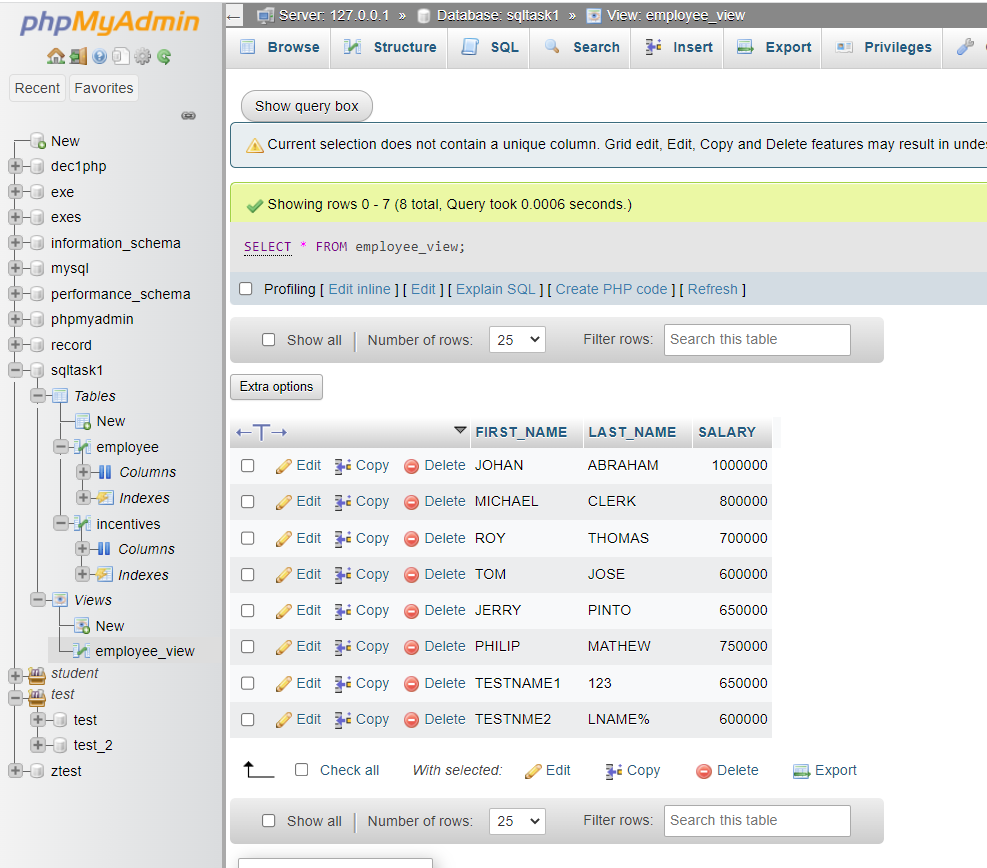 phpMyAdmin
Recent Favorites
New
dec1php
exe
exes
information_schema
mysql
performance_schema
phpmyadmin
record
sqltask1
Tables
New
employee
Columns
Indexes
incentives
Columns
Indexes
Views
New
employee_view
student
test
test
test_2
ztest
Server: 127.0.0.1 » Database: sqltask1 » View: employee_view
Browse Structure SQL Search Insert Export Privileges
Show query box
Current selection does not contain a unique column. Grid edit, Edit, Copy and Delete features may result in undes
Showing rows 0 - 7 (8 total, Query took 0.0006 seconds.)
SELECT * FROM employee_view;
Profiling [ Edit inline ] [ Edit ] [ Explain SQL ] [ Create PHP code ] [ Refresh ]
Show all | Number of rows: 25 Filter rows: Search this table
Extra options
←T→ FIRST_NAME LAST_NAME SALARY
Edit Copy Delete JOHAN ABRAHAM 1000000
Edit Copy Delete MICHAEL CLERK 800000
Edit Copy Delete ROY THOMAS 700000
Edit Copy Delete TOM JOSE 600000
Edit Copy Delete JERRY PINTO 650000
Edit Copy Delete PHILIP MATHEW 750000
Edit Copy Delete TESTNAME1 123 650000
Edit Copy Delete TESTNME2 LNAME% 600000
Check all With selected: Edit Copy Delete Export
Show all | Number of rows: 25 Filter rows: Search this table